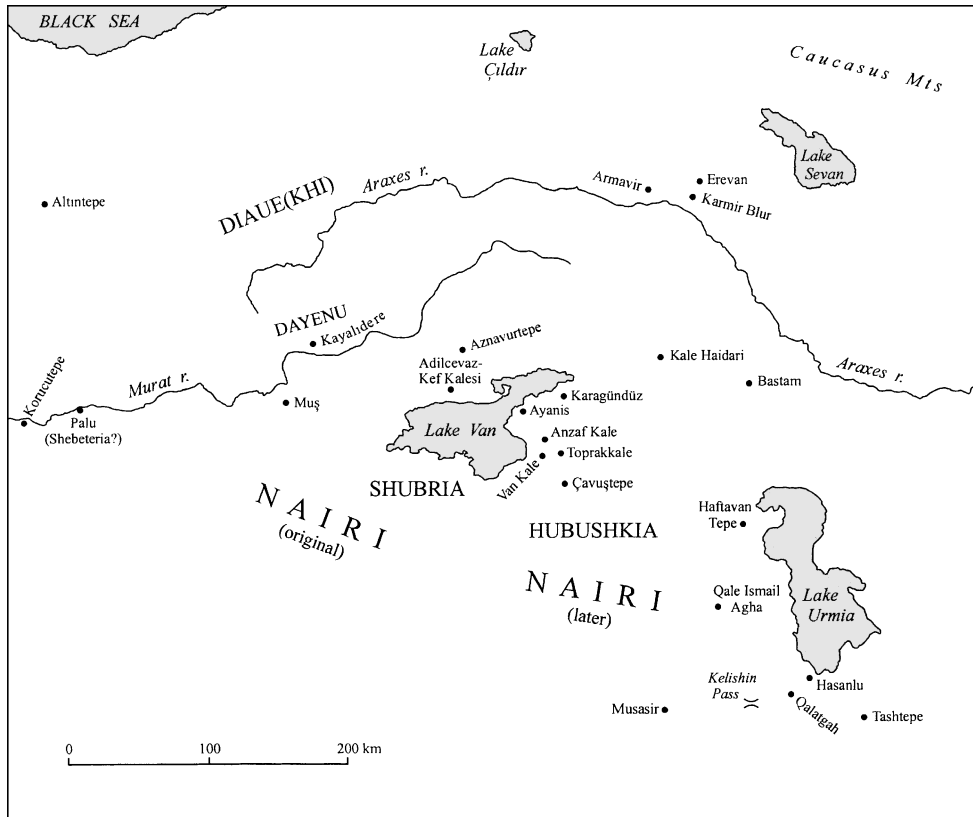 BLACK SEA
Lake
Çıldır
Caucasus Mts
Lake
Sevan
DIAUE(KHI)
Araxes r.
Armavir
Erevan
Karmir Blur
Altıntepe
DAYENU
Kayalıdere
Aznavurtepe
Adilcevaz-
Kef Kalesi
Kale Haidari
Bastam
Araxes r.
Korucutepe
Murat r.
Palu
(Shebeteria?)
Muş
Karagündüz
Ayanis
Lake Van
Anzaf Kale
Toprakkale
Van Kale
Çavuştepe
SHUBRIA
NAIRI
(original)
HUBUSHKIA
Haftavan
Tepe
NAIRI
(later)
Qale Ismail
Agha
Lake
Urmia
Kelishin
Pass
Hasanlu
Musasir
Qalatgah
Tashtepe
0 100 200 km